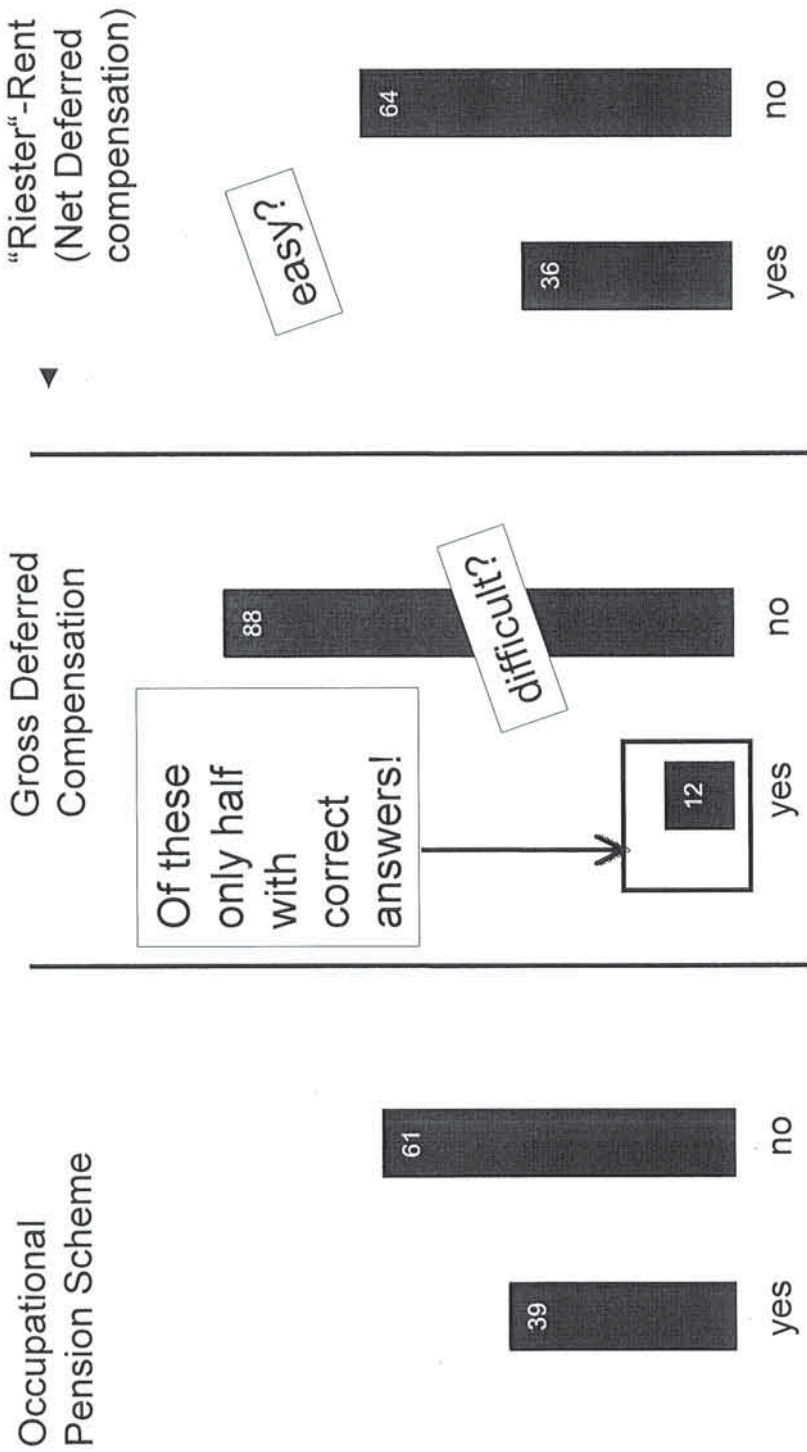 Occupational
Pension Scheme
39
yes
61
no
Gross Deferred
Compensation
Of these
only half
with
correct
answers!
12
yes
88
difficult?
no
"Riester“-Rent
(Net Deferred
compensation)
easy?
36
yes
64
no